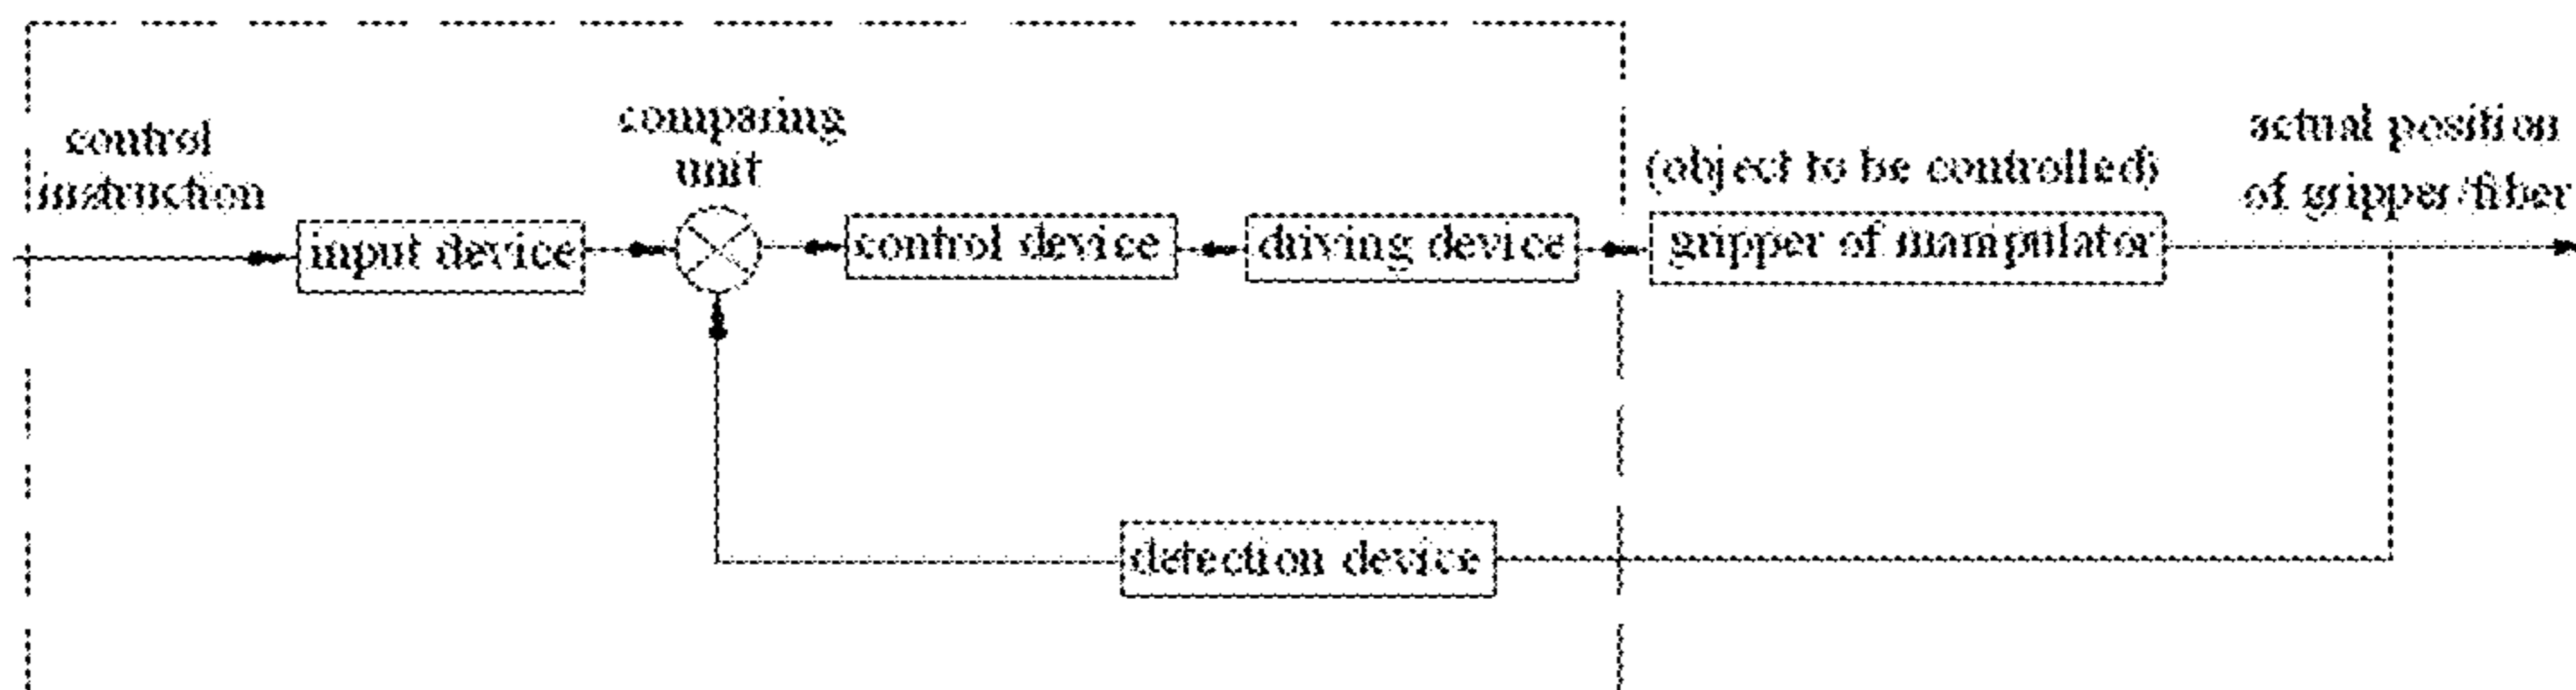 control
instruction
comparing
unit
(object to be controlled)
actual position
of gripper/fiber
input device
control device
driving device
gripper of manipulator
detection device